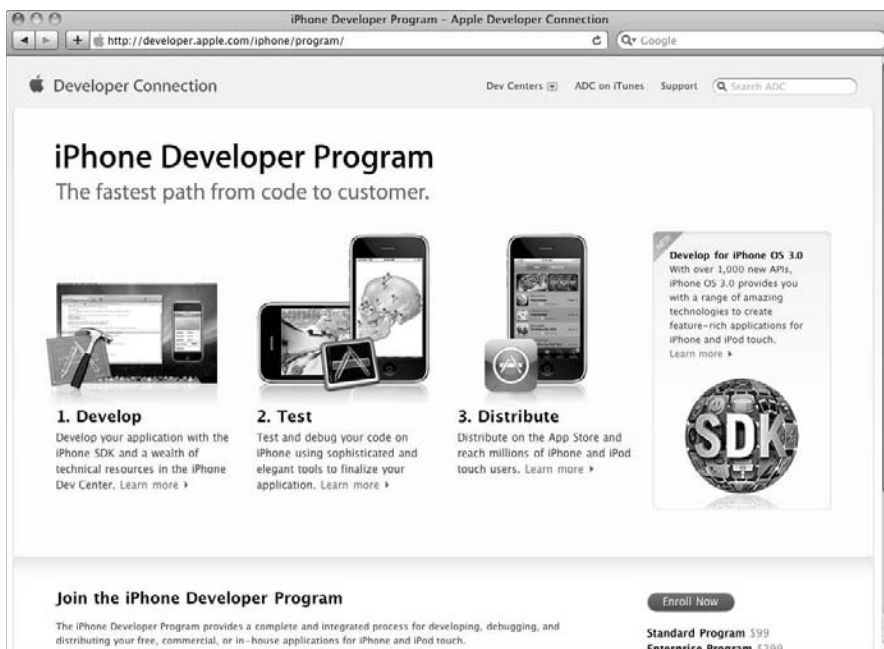 iPhone Developer Program – Apple Developer Connection
http://developer.apple.com/iphone/program/
Google
Developer Connection
Dev Centers
ADC on iTunes
Support
Search ADC
iPhone Developer Program
The fastest path from code to customer.
1. Develop
Develop your application with the
iPhone SDK and a wealth of
technical resources in the iPhone
Dev Center. Learn more
2. Test
Test and debug your code on
iPhone using sophisticated and
elegant tools to finalize your
application. Learn more
3. Distribute
Distribute on the App Store and
reach millions of iPhone and iPod
touch users. Learn more
NEW
Develop for iPhone OS 3.0
With over 1,000 new APIs,
iPhone OS 3.0 provides you
with a range of amazing
technologies to create
feature-rich applications for
iPhone and iPod touch.
Learn more
SDK
Join the iPhone Developer Program
The iPhone Developer Program provides a complete and integrated process for developing, debugging, and
distributing your free, commercial, or in-house applications for iPhone and iPod touch.
Enroll Now
Standard Program $99
Enterprise Program $299